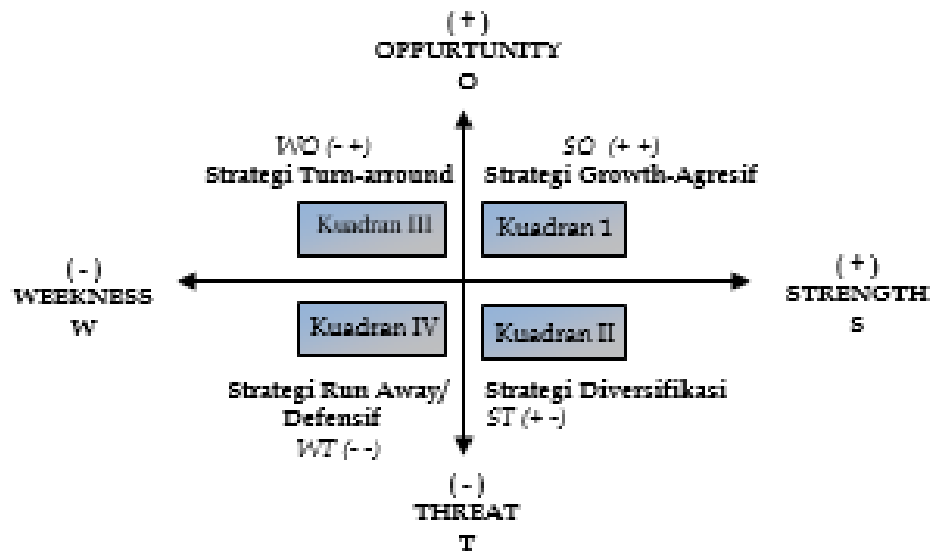 (+)
OPPURTUNITY
O
WO (- +)
Strategi Turn-arround
SO (+ +)
Strategi Growth-Agresif
Kuadran III
Kuadran 1
(-)
WEEKNESS
W
(+)
STRENGTH
S
Kuadran IV
Kuadran II
Strategi Run Away/
Defensif
WT (- -)
Strategi Diversifikasi
ST (+ -)
(-)
THREAT
T